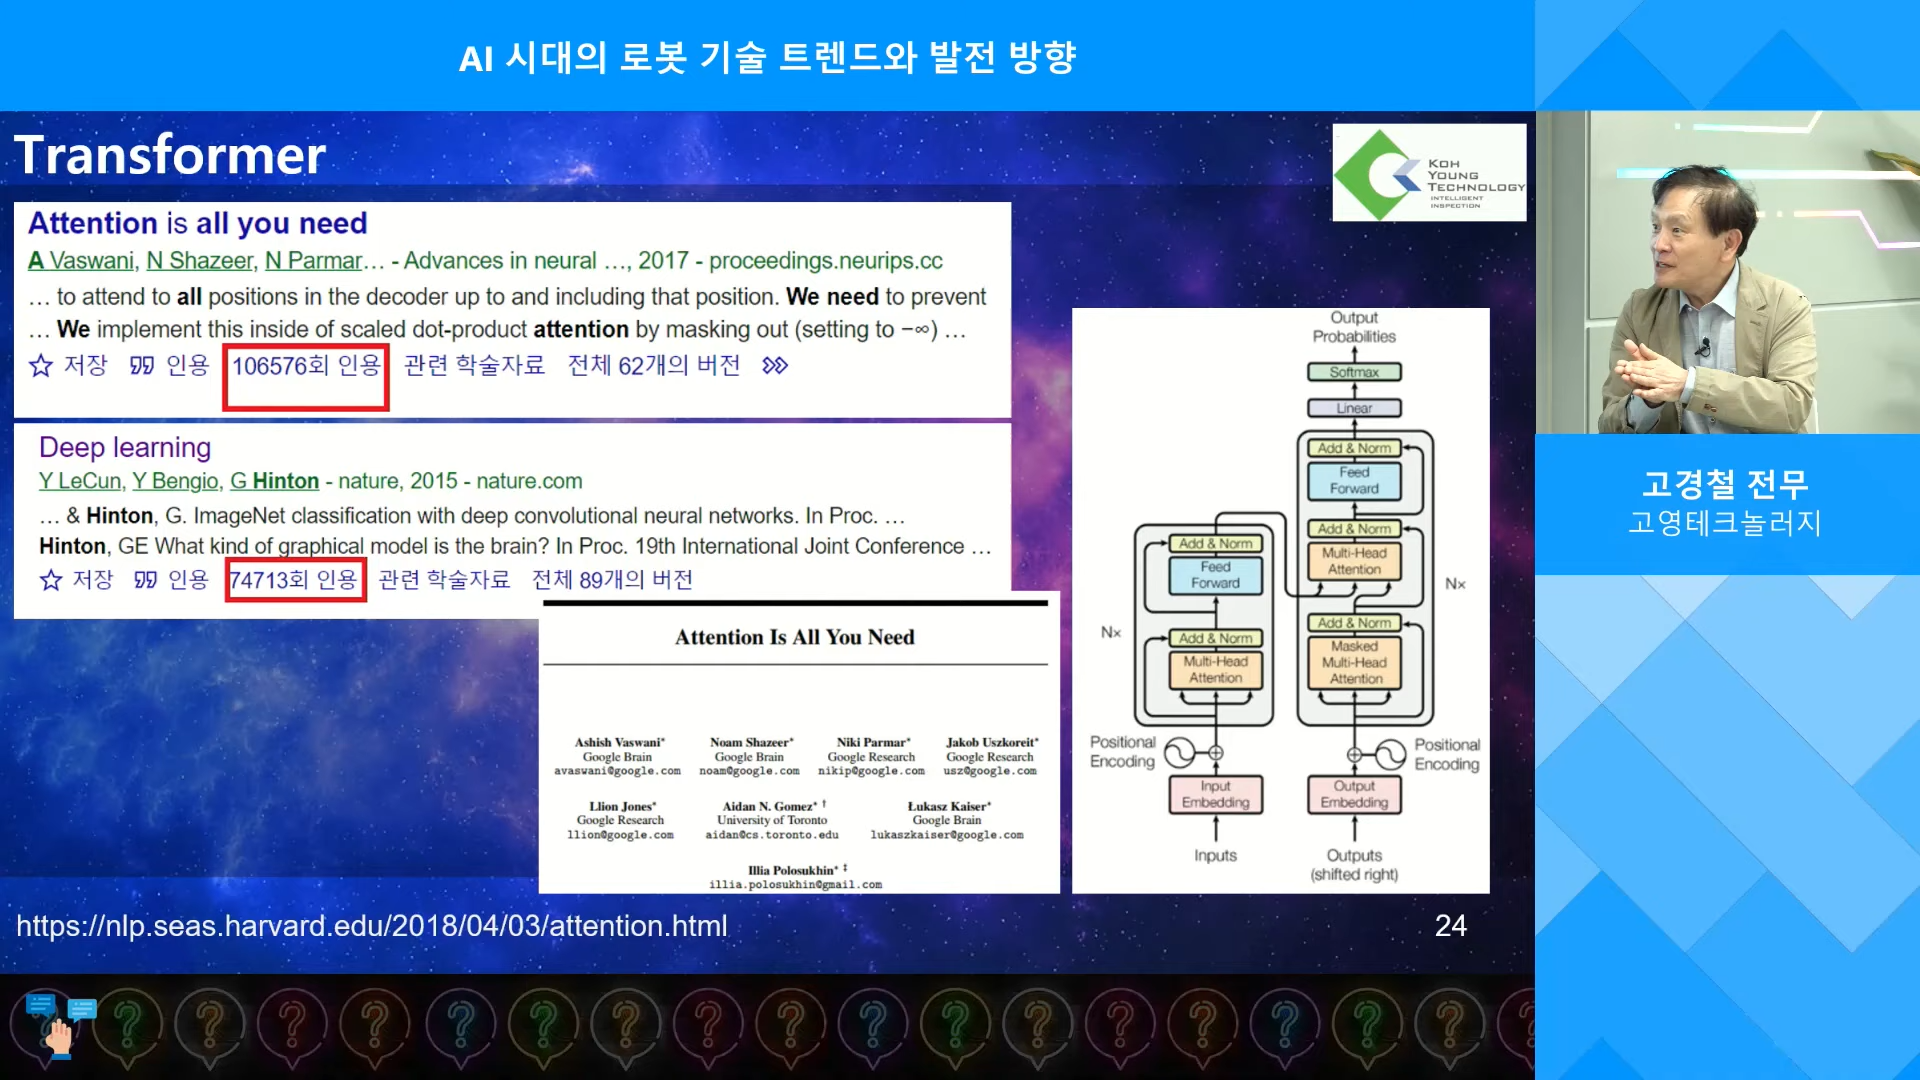 AI 시대의 로봇 기술 트렌드와 발전 방향
Transformer
KOH
YOUNG
TECHNOLOGY
INTELLIGENT
INSPECTION
Attention is all you need
A Vaswani, N Shazeer, N Parmar… - Advances in neural …, 2017 - proceedings.neurips.cc
… to attend to all positions in the decoder up to and including that position. We need to prevent
… We implement this inside of scaled dot-product attention by masking out (setting to −∞) …
저장 인용 106576회 인용 관련 학술자료 전체 62개의 버전
Deep learning
Y LeCun, Y Bengio, G Hinton - nature, 2015 - nature.com
… & Hinton, G. ImageNet classification with deep convolutional neural networks. In Proc. …
Hinton, GE What kind of graphical model is the brain? In Proc. 19th International Joint Conference …
저장 인용 74713회 인용 관련 학술자료 전체 89개의 버전
Attention Is All You Need
Ashish Vaswani* Noam Shazeer* Niki Parmar* Jakob Uszkoreit*
Google Brain Google Brain Google Research Google Research
avaswani@google.com noam@google.com nikip@google.com usz@google.com
Llion Jones* Aidan N. Gomez* † Łukasz Kaiser*
Google Research University of Toronto Google Brain
llion@google.com aidan@cs.toronto.edu lukaszkaiser@google.com
Illia Polosukhin* ‡
illia.polosukhin@gmail.com
Output
Probabilities
Softmax
Linear
Add & Norm
Feed
Forward
Add & Norm
Multi-Head
Attention
Nx
Add & Norm
Masked
Multi-Head
Attention
Add & Norm
Feed
Forward
Nx
Add & Norm
Multi-Head
Attention
Positional
Encoding
Positional
Encoding
Input
Embedding
Output
Embedding
Inputs
Outputs
(shifted right)
https://nlp.seas.harvard.edu/2018/04/03/attention.html
24
고경철 전무
고영테크놀러지